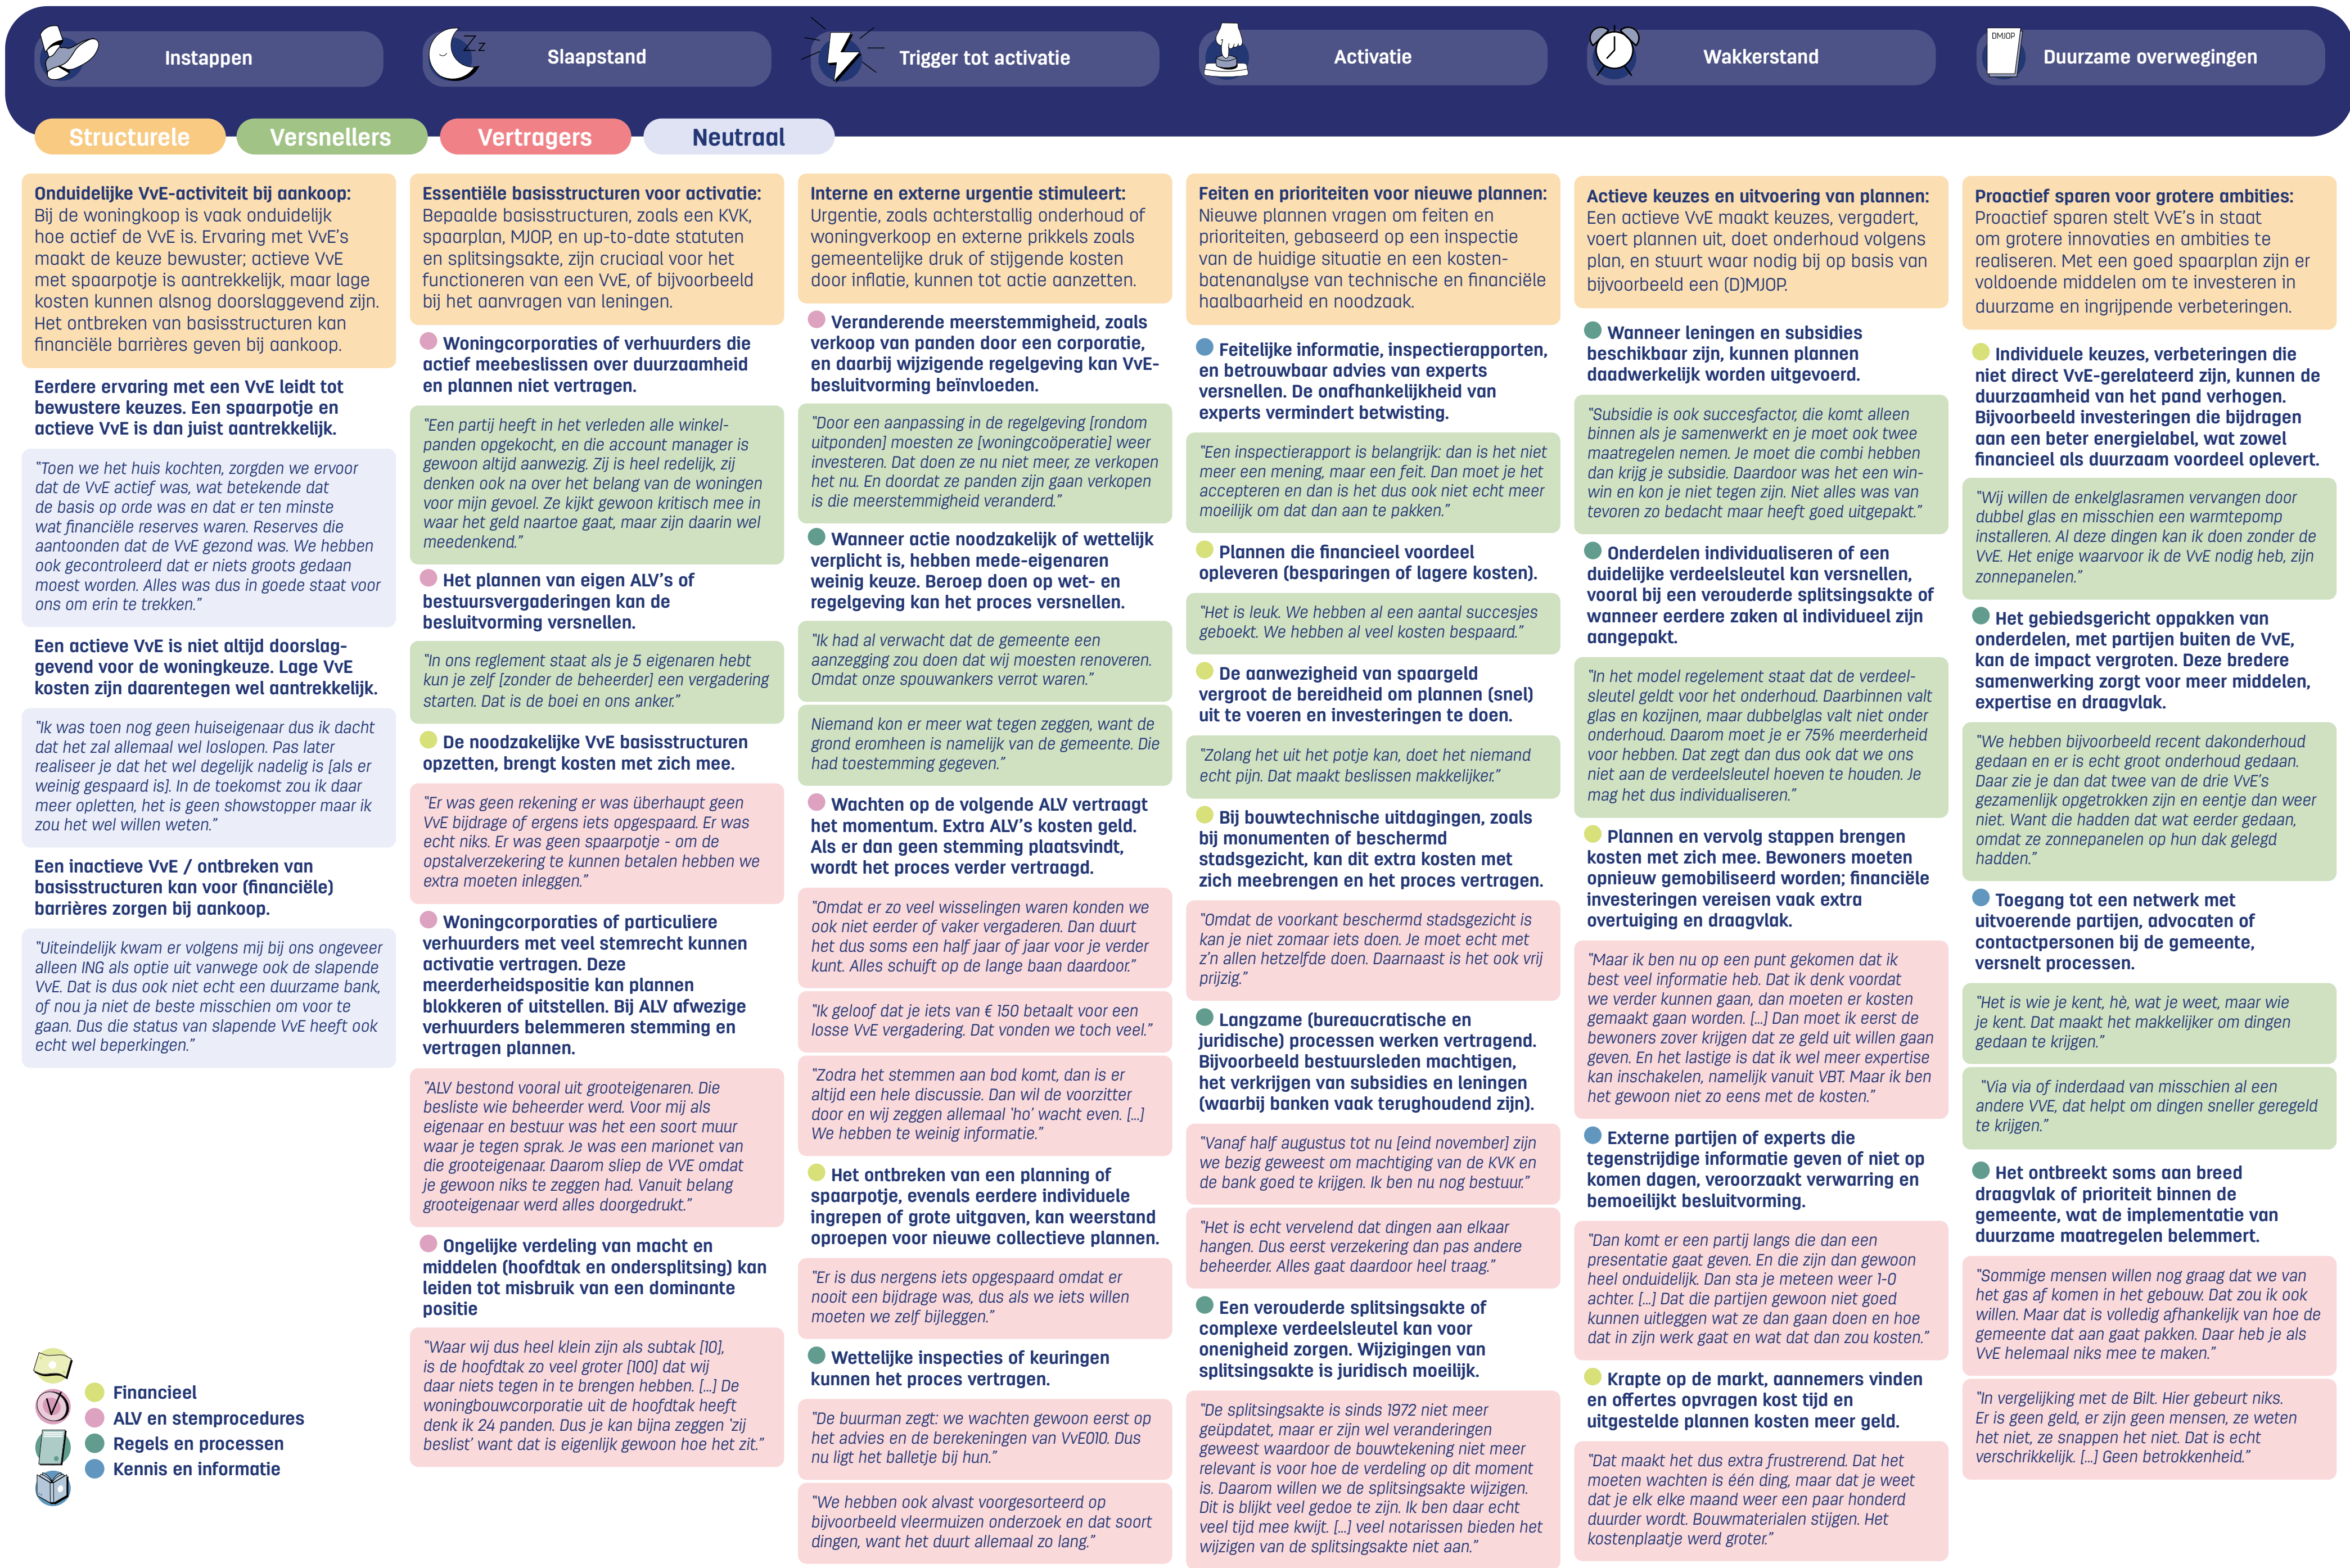 Instappen
Slaapstand
Trigger tot activatie
Activatie
Wakkerstand
DMJOP
Duurzame overwegingen
Zz
Structurele
Versnellers
Vertragers
Neutraal
Onduidelijke VvE-activiteit bij aankoop:
Bij de woningkoop is vaak onduidelijk
hoe actief de VvE is. Ervaring met VvE's
maakt de keuze bewuster; actieve VvE
met spaarpotje is aantrekkelijk, maar lage
kosten kunnen alsnog doorslaggevend zijn.
Het ontbreken van basisstructuren kan
financiële barrières geven bij aankoop.
Eerdere ervaring met een VvE leidt tot
bewustere keuzes. Een spaarpotje en
actieve VvE is dan juist aantrekkelijk.
"Toen we het huis kochten, zorgden we ervoor
dat de VvE actief was, wat betekende dat
de basis op orde was en dat er ten minste
wat financiële reserves waren. Reserves die
aantoonden dat de VvE gezond was. We hebben
ook gecontroleerd dat er niets groots gedaan
moest worden. Alles was dus in goede staat voor
ons om erin te trekken."
Een actieve VvE is niet altijd doorslag-
gevend voor de woningkeuze. Lage VvE
kosten zijn daarentegen wel aantrekkelijk.
"Ik was toen nog geen huiseigenaar dus ik dacht
dat het zal allemaal wel loslopen. Pas later
realiseer je dat het wel degelijk nadelig is [als er
weinig gespaard is]. In de toekomst zou ik daar
meer opletten, het is geen showstopper maar ik
zou het wel willen weten."
Een inactieve VvE / ontbreken van
basisstructuren kan voor (financiële)
barrières zorgen bij aankoop.
"Uiteindelijk kwam er volgens mij bij ons ongeveer
alleen ING als optie uit vanwege ook de slapende
VvE. Dat is dus ook niet echt een duurzame bank,
of nou ja niet de beste misschien om voor te
gaan. Dus die status van slapende VvE heeft ook
echt wel beperkingen."
Financieel
ALV en stemprocedures
Regels en processen
Kennis en informatie
Essentiële basisstructuren voor activatie:
Bepaalde basisstructuren, zoals een KVK,
spaarplan, MJOP, en up-to-date statuten
en splitsingsakte, zijn cruciaal voor het
functioneren van een VvE, of bijvoorbeeld
bij het aanvragen van leningen.
Woningcorporaties of verhuurders die
actief meebeslissen over duurzaamheid
en plannen niet vertragen.
"Een partij heeft in het verleden alle winkel-
panden opgekocht, en die account manager is
gewoon altijd aanwezig. Zij is heel redelijk, zij
denken ook na over het belang van de woningen
voor mijn gevoel. Ze kijkt gewoon kritisch mee in
waar het geld naartoe gaat, maar zijn daarin wel
meedenkend."
Het plannen van eigen ALV's of
bestuursvergaderingen kan de
besluitvorming versnellen.
"In ons reglement staat als je 5 eigenaren hebt
kun je zelf [zonder de beheerder] een vergadering
starten. Dat is de boei en ons anker."
De noodzakelijke VvE basisstructuren
opzetten, brengt kosten met zich mee.
"Er was geen rekening er was überhaupt geen
VvE bijdrage of ergens iets opgespaard. Er was
echt niks. Er was geen spaarpotje - om de
opstalverzekering te kunnen betalen hebben we
extra moeten inleggen."
Woningcorporaties of particuliere
verhuurders met veel stemrecht kunnen
activatie vertragen. Deze
meerderheidspositie kan plannen
blokkeren of uitstellen. Bij ALV afwezige
verhuurders belemmeren stemming en
vertragen plannen.
"ALV bestond vooral uit grooteigenaren. Die
besliste wie beheerder werd. Voor mij als
eigenaar en bestuur was het een soort muur
waar je tegen sprak. Je was een marionet van
die grooteigenaar. Daarom sliep de VVE omdat
je gewoon niks te zeggen had. Vanuit belang
grooteigenaar werd alles doorgedrukt."
Ongelijke verdeling van macht en
middelen (hoofdtak en ondersplitsing) kan
leiden tot misbruik van een dominante
positie
"Waar wij dus heel klein zijn als subtak [10],
is de hoofdtak zo veel groter [100] dat wij
daar niets tegen in te brengen hebben. [...] De
woningbouwcorporatie uit de hoofdtak heeft
denk ik 24 panden. Dus je kan bijna zeggen 'zij
beslist' want dat is eigenlijk gewoon hoe het zit."
Interne en externe urgentie stimuleert:
Urgentie, zoals achterstallig onderhoud of
woningverkoop en externe prikkels zoals
gemeentelijke druk of stijgende kosten
door inflatie, kunnen tot actie aanzetten.
Veranderende meerstemmigheid, zoals
verkoop van panden door een corporatie,
en daarbij wijzigende regelgeving kan VvE-
besluitvorming beïnvloeden.
"Door een aanpassing in de regelgeving [rondom
uitponden] moesten ze [woningcoöperatie] weer
investeren. Dat doen ze nu niet meer, ze verkopen
het nu. En doordat ze panden zijn gaan verkopen
is die meerstemmigheid veranderd."
Wanneer actie noodzakelijk of wettelijk
verplicht is, hebben mede-eigenaren
weinig keuze. Beroep doen op wet- en
regelgeving kan het proces versnellen.
"Ik had al verwacht dat de gemeente een
aanzegging zou doen dat wij moesten renoveren.
Omdat onze spouwankers verrot waren."
Niemand kon er meer wat tegen zeggen, want de
grond eromheen is namelijk van de gemeente. Die
had toestemming gegeven."
Wachten op de volgende ALV vertraagt
het momentum. Extra ALV's kosten geld.
Als er dan geen stemming plaatsvindt,
wordt het proces verder vertraagd.
"Omdat er zo veel wisselingen waren konden we
ook niet eerder of vaker vergaderen. Dan duurt
het dus soms een half jaar of jaar voor je verder
kunt. Alles schuift op de lange baan daardoor."
"Ik geloof dat je iets van € 150 betaalt voor een
losse VvE vergadering. Dat vonden we toch veel."
"Zodra het stemmen aan bod komt, dan is er
altijd een hele discussie. Dan wil de voorzitter
door en wij zeggen allemaal 'ho' wacht even. [...]
We hebben te weinig informatie."
Het ontbreken van een planning of
spaarpotje, evenals eerdere individuele
ingrepen of grote uitgaven, kan weerstand
oproepen voor nieuwe collectieve plannen.
"Er is dus nergens iets opgespaard omdat er
nooit een bijdrage was, dus als we iets willen
moeten we zelf bijleggen."
Wettelijke inspecties of keuringen
kunnen het proces vertragen.
"De buurman zegt: we wachten gewoon eerst op
het advies en de berekeningen van VvE010. Dus
nu ligt het balletje bij hun."
"We hebben ook alvast voorgesorteerd op
bijvoorbeeld vleermuizen onderzoek en dat soort
dingen, want het duurt allemaal zo lang."
Feiten en prioriteiten voor nieuwe plannen:
Nieuwe plannen vragen om feiten en
prioriteiten, gebaseerd op een inspectie
van de huidige situatie en een kosten-
batenanalyse van technische en financiële
haalbaarheid en noodzaak.
Feitelijke informatie, inspectierapporten,
en betrouwbaar advies van experts
versnellen. De onafhankelijkheid van
experts vermindert betwisting.
"Een inspectierapport is belangrijk: dan is het niet
meer een mening, maar een feit. Dan moet je het
accepteren en dan is het dus ook niet echt meer
moeilijk om dat dan aan te pakken."
Plannen die financieel voordeel
opleveren (besparingen of lagere kosten).
"Het is leuk. We hebben al een aantal succesjes
geboekt. We hebben al veel kosten bespaard."
De aanwezigheid van spaargeld
vergroot de bereidheid om plannen (snel)
uit te voeren en investeringen te doen.
"Zolang het uit het potje kan, doet het niemand
echt pijn. Dat maakt beslissen makkelijker."
Bij bouwtechnische uitdagingen, zoals
bij monumenten of beschermd
stadsgezicht, kan dit extra kosten met
zich meebrengen en het proces vertragen.
"Omdat de voorkant beschermd stadsgezicht is
kan je niet zomaar iets doen. Je moet echt met
z'n allen hetzelfde doen. Daarnaast is het ook vrij
prijzig."
Langzame (bureaucratische en
juridische) processen werken vertragend.
Bijvoorbeeld bestuursleden machtigen,
het verkrijgen van subsidies en leningen
(waarbij banken vaak terughoudend zijn).
"Vanaf half augustus tot nu [eind november] zijn
we bezig geweest om machtiging van de KVK en
de bank goed te krijgen. Ik ben nu nog bestuur."
"Het is echt vervelend dat dingen aan elkaar
hangen. Dus eerst verzekering dan pas andere
beheerder. Alles gaat daardoor heel traag."
Een verouderde splitsingsakte of
complexe verdeelsleutel kan voor
onenigheid zorgen. Wijzigingen van
splitsingsakte is juridisch moeilijk.
"De splitsingsakte is sinds 1972 niet meer
geüpdatet, maar er zijn wel veranderingen
geweest waardoor de bouwtekening niet meer
relevant is voor hoe de verdeling op dit moment
is. Daarom willen we de splitsingsakte wijzigen.
Dit is blijkt veel gedoe te zijn. Ik ben daar echt
veel tijd mee kwijt. [...] veel notarissen bieden het
wijzigen van de splitsingsakte niet aan."
Actieve keuzes en uitvoering van plannen:
Een actieve VvE maakt keuzes, vergadert,
voert plannen uit, doet onderhoud volgens
plan, en stuurt waar nodig bij op basis van
bijvoorbeeld een (D)MJOP.
Wanneer leningen en subsidies
beschikbaar zijn, kunnen plannen
daadwerkelijk worden uitgevoerd.
"Subsidie is ook succesfactor, die komt alleen
binnen als je samenwerkt en je moet ook twee
maatregelen nemen. Je moet die combi hebben
dan krijg je subsidie. Daardoor was het een win-
win en kon je niet tegen zijn. Niet alles was van
tevoren zo bedacht maar heeft goed uitgepakt."
Onderdelen individualiseren of een
duidelijke verdeelsleutel kan versnellen,
vooral bij een verouderde splitsingsakte of
wanneer eerdere zaken al individueel zijn
aangepakt.
"In het model regelement staat dat de verdeel-
sleutel geldt voor het onderhoud. Daarbinnen valt
glas en kozijnen, maar dubbelglas valt niet onder
onderhoud. Daarom moet je er 75% meerderheid
voor hebben. Dat zegt dan dus ook dat we ons
niet aan de verdeelsleutel hoeven te houden. Je
mag het dus individualiseren."
Plannen en vervolg stappen brengen
kosten met zich mee. Bewoners moeten
opnieuw gemobiliseerd worden; financiële
investeringen vereisen vaak extra
overtuiging en draagvlak.
"Maar ik ben nu op een punt gekomen dat ik
best veel informatie heb. Dat ik denk voordat
we verder kunnen gaan, dan moeten er kosten
gemaakt gaan worden. [...] Dan moet ik eerst de
bewoners zover krijgen dat ze geld uit willen gaan
geven. En het lastige is dat ik wel meer expertise
kan inschakelen, namelijk vanuit VBT. Maar ik ben
het gewoon niet zo eens met de kosten."
Externe partijen of experts die
tegenstrijdige informatie geven of niet op
komen dagen, veroorzaakt verwarring en
bemoeilijkt besluitvorming.
"Dan komt er een partij langs die dan een
presentatie gaat geven. En die zijn dan gewoon
heel onduidelijk. Dan sta je meteen weer 1-0
achter. [...] Dat die partijen gewoon niet goed
kunnen uitleggen wat ze dan gaan doen en hoe
dat in zijn werk gaat en wat dat dan zou kosten."
Krapte op de markt, aannemers vinden
en offertes opvragen kost tijd en
uitgestelde plannen kosten meer geld.
"Dat maakt het dus extra frustrerend. Dat het
moeten wachten is één ding, maar dat je weet
dat je elk elke maand weer een paar honderd
duurder wordt. Bouwmaterialen stijgen. Het
kostenplaatje werd groter."
Proactief sparen voor grotere ambities:
Proactief sparen stelt VvE's in staat
om grotere innovaties en ambities te
realiseren. Met een goed spaarplan zijn er
voldoende middelen om te investeren in
duurzame en ingrijpende verbeteringen.
Individuele keuzes, verbeteringen die
niet direct VvE-gerelateerd zijn, kunnen de
duurzaamheid van het pand verhogen.
Bijvoorbeeld investeringen die bijdragen
aan een beter energielabel, wat zowel
financieel als duurzaam voordeel oplevert.
"Wij willen de enkelglasramen vervangen door
dubbel glas en misschien een warmtepomp
installeren. Al deze dingen kan ik doen zonder de
VvE. Het enige waarvoor ik de VvE nodig heb, zijn
zonnepanelen."
Het gebiedsgericht oppakken van
onderdelen, met partijen buiten de VvE,
kan de impact vergroten. Deze bredere
samenwerking zorgt voor meer middelen,
expertise en draagvlak.
"We hebben bijvoorbeeld recent dakonderhoud
gedaan en er is echt groot onderhoud gedaan.
Daar zie je dan dat twee van de drie VvE's
gezamenlijk opgetrokken zijn en eentje dan weer
niet. Want die hadden dat wat eerder gedaan,
omdat ze zonnepanelen op hun dak gelegd
hadden."
Toegang tot een netwerk met
uitvoerende partijen, advocaten of
contactpersonen bij de gemeente,
versnelt processen.
"Het is wie je kent, hè, wat je weet, maar wie
je kent. Dat maakt het makkelijker om dingen
gedaan te krijgen."
"Via via of inderdaad van misschien al een
andere VVE, dat helpt om dingen sneller geregeld
te krijgen."
Het ontbreekt soms aan breed
draagvlak of prioriteit binnen de
gemeente, wat de implementatie van
duurzame maatregelen belemmert.
"Sommige mensen willen nog graag dat we van
het gas af komen in het gebouw. Dat zou ik ook
willen. Maar dat is volledig afhankelijk van hoe de
gemeente dat aan gaat pakken. Daar heb je als
VvE helemaal niks mee te maken."
"In vergelijking met de Bilt. Hier gebeurt niks.
Er is geen geld, er zijn geen mensen, ze weten
het niet, ze snappen het niet. Dat is echt
verschrikkelijk. [...] Geen betrokkenheid."